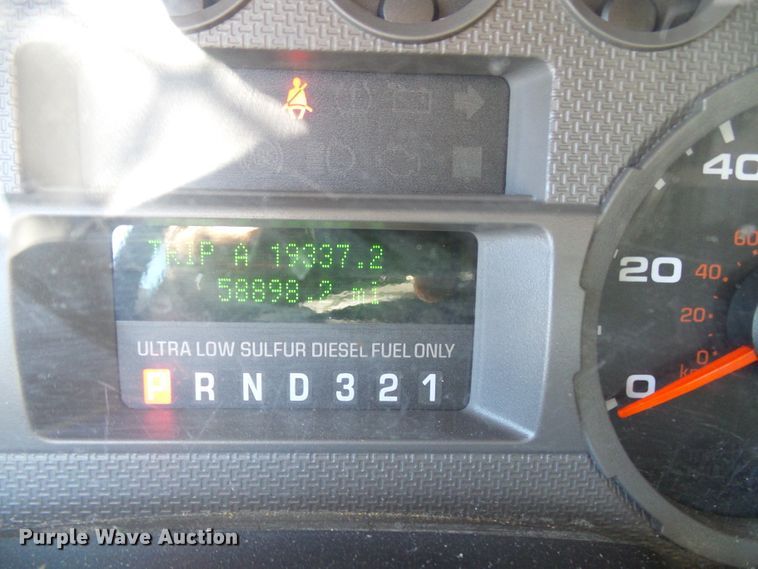 TRIP A 19337.2
58898.2 mi
ULTRA LOW SULFUR DIESEL FUEL ONLY
P R N D 3 2 1
40
20
0
60
40
20
0
Purple Wave Auction